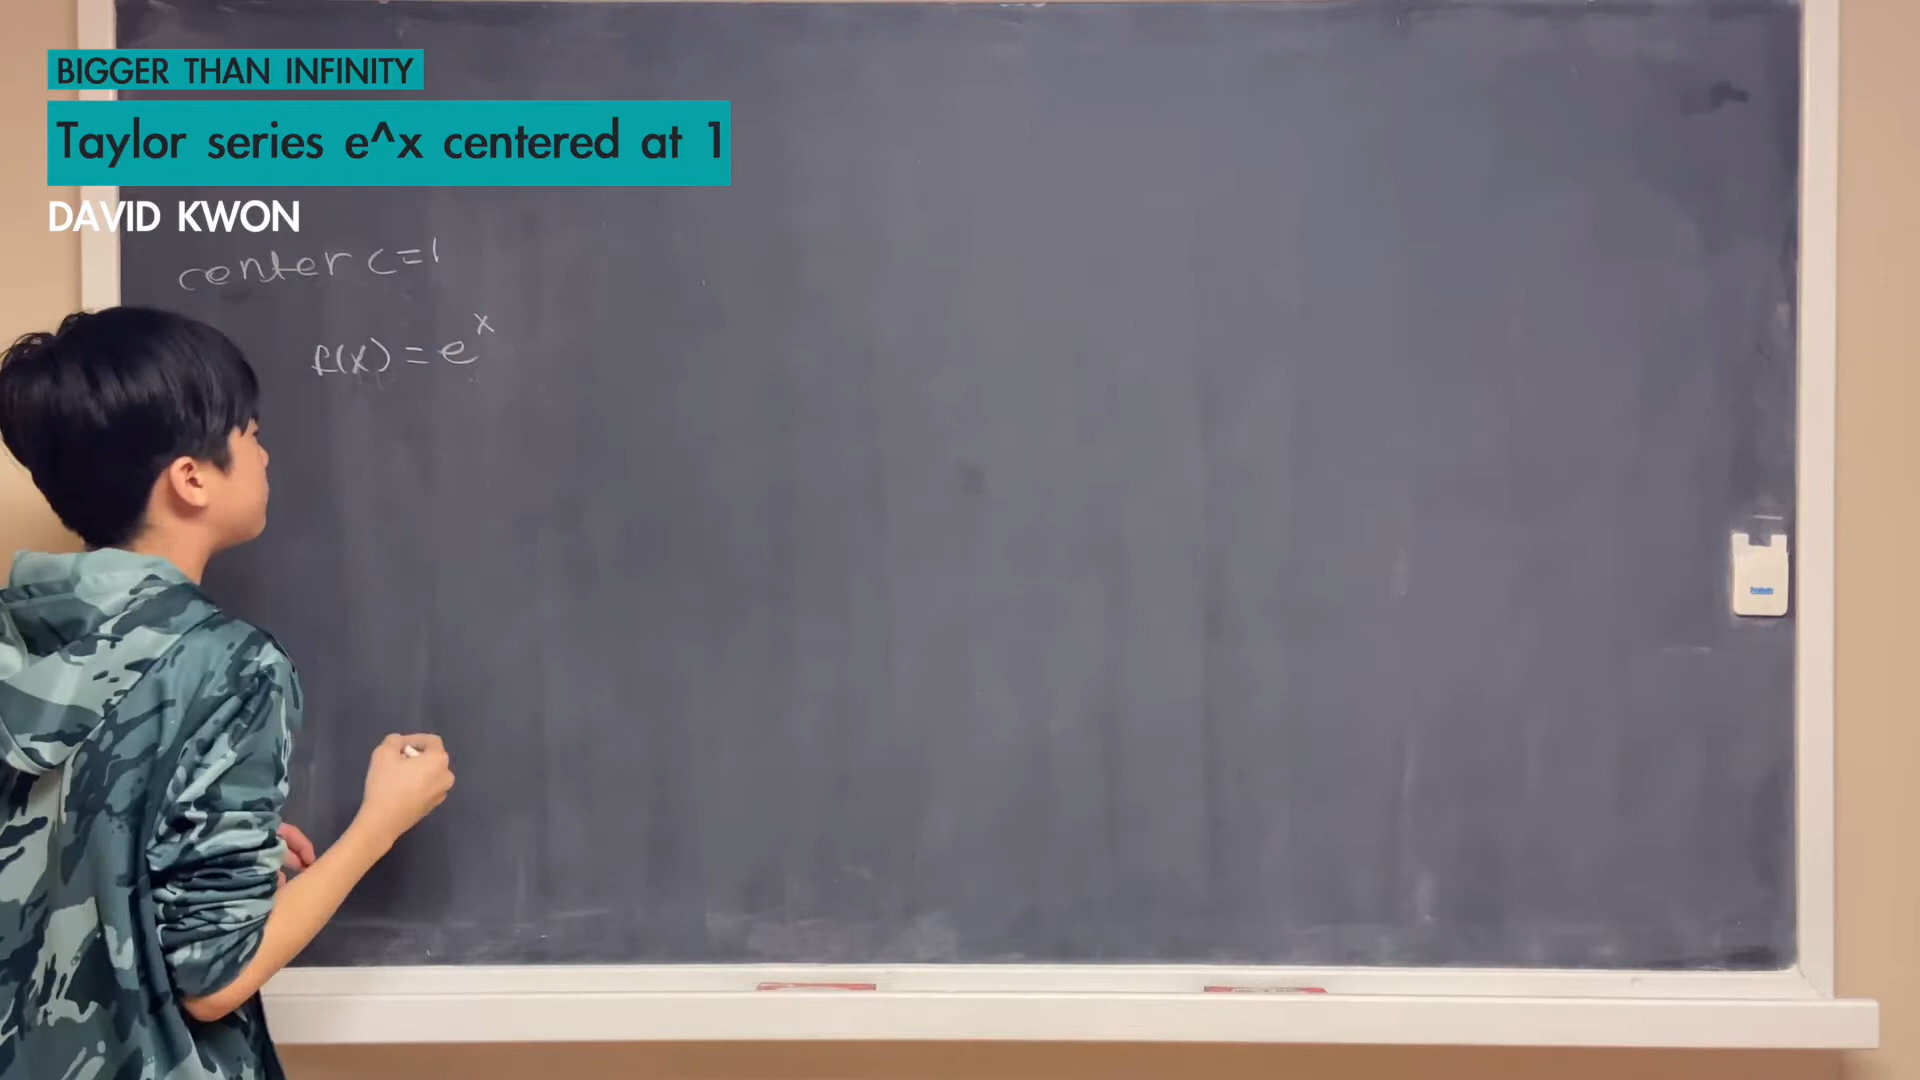 BIGGER THAN INFINITY
Taylor series e^x centered at 1
DAVID KWON
center c=1
f(x) = e^x